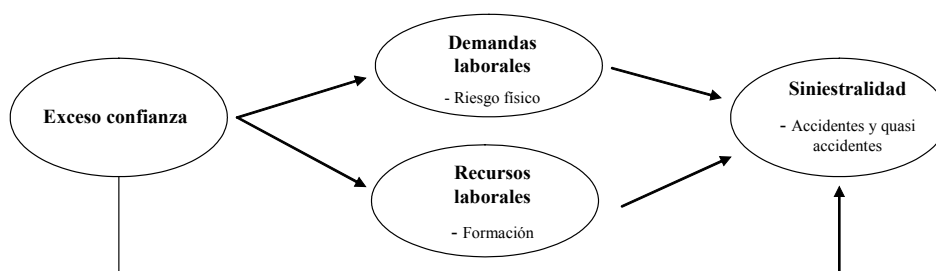 Demandas
laborales
- Riesgo físico
Exceso confianza
Siniestralidad
- Accidentes y quasi
accidentes
Recursos
laborales
- Formación